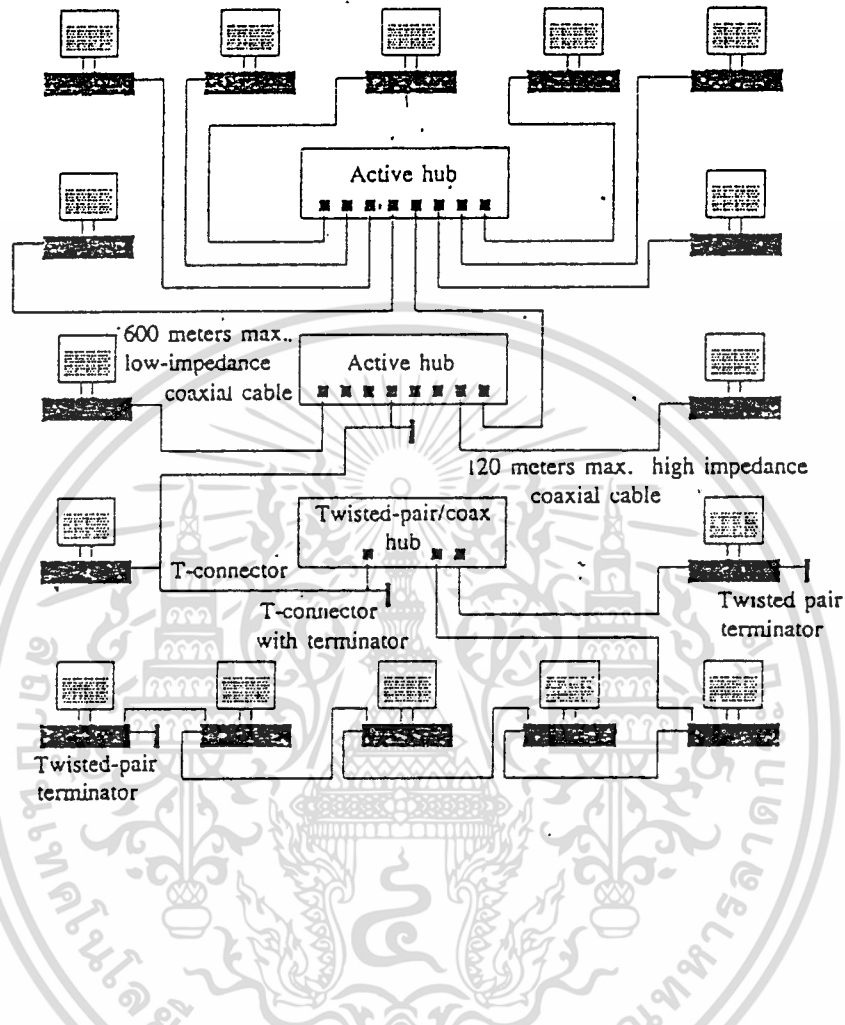 Active hub
600 meters max..
low-impedance
coaxial cable
Active hub
120 meters max. high impedance
coaxial cable
Twisted-pair/coax
hub
T-connector
T-connector
with terminator
Twisted pair
terminator
Twisted-pair
terminator